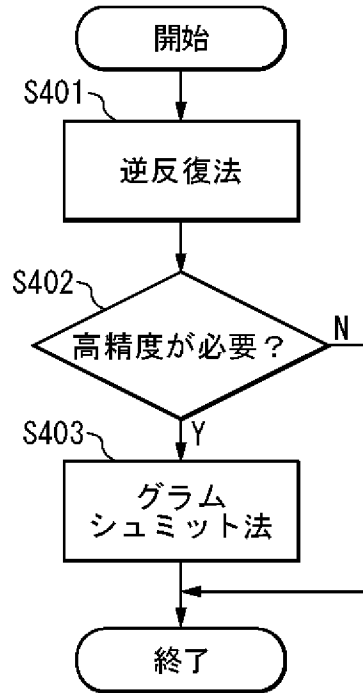 開始
S401
逆反復法
S402
高精度が必要？
N
Y
S403
グラム
シュミット法
終了